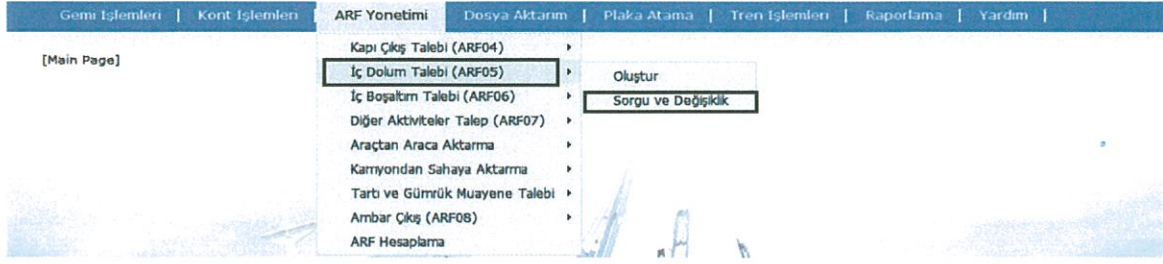 Gemi İşlemleri | Kont İşlemleri | ARF Yonetimi Dosya Aktarım | Plaka Atama | Tren İşlemleri | Raporlama | Yardım |
[Main Page]
Kapı Çıkış Talebi (ARF04)
İç Dolum Talebi (ARF05)
Oluştur
İç Boşaltım Talebi (ARF06)
Sorgu ve Değişiklik
Diğer Aktiviteler Talep (ARF07)
Araçtan Araca Aktarma
Kamyondan Sahaya Aktarma
Tartı ve Gümrük Muayene Talebi
Ambar Çıkış (ARF08)
ARF Hesaplama